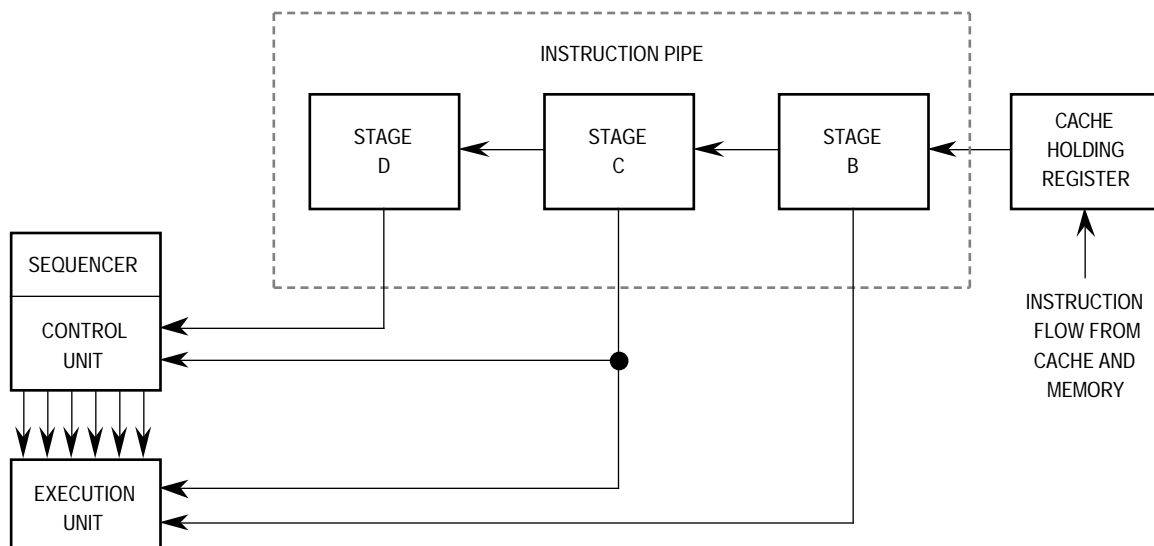 INSTRUCTION PIPE
STAGE
D
STAGE
C
STAGE
B
CACHE
HOLDING
REGISTER
SEQUENCER
CONTROL
UNIT
INSTRUCTION
FLOW FROM
CACHE AND
MEMORY
EXECUTION
UNIT